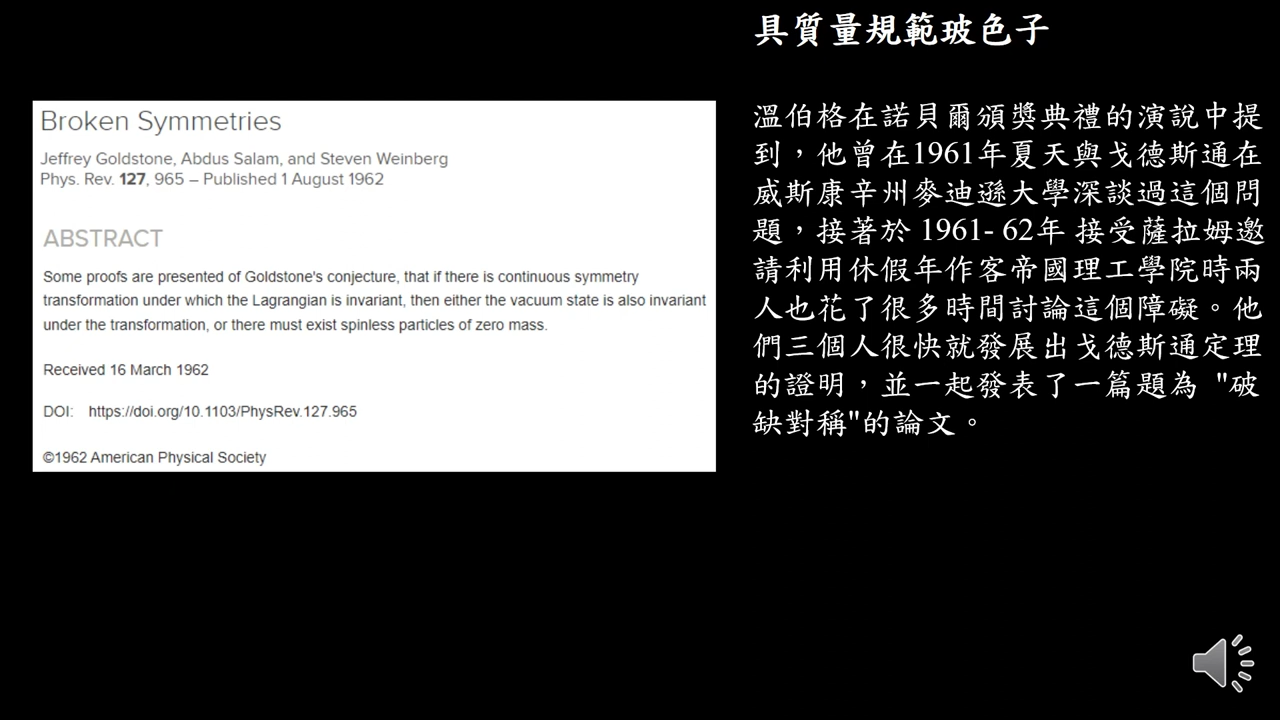 具質量規範玻色子
Broken Symmetries
Jeffrey Goldstone, Abdus Salam, and Steven Weinberg
Phys. Rev. 127, 965 – Published 1 August 1962
ABSTRACT
Some proofs are presented of Goldstone's conjecture, that if there is continuous symmetry
transformation under which the Lagrangian is invariant, then either the vacuum state is also invariant
under the transformation, or there must exist spinless particles of zero mass.
Received 16 March 1962
DOI: https://doi.org/10.1103/PhysRev.127.965
©1962 American Physical Society
溫伯格在諾貝爾頒獎典禮的演說中提
到，他曾在1961年夏天與戈德斯通在
威斯康辛州麥迪遜大學深談過這個問
題，接著於 1961- 62年 接受薩拉姆邀
請利用休假年作客帝國理工學院時兩
人也花了很多時間討論這個障礙。他
們三個人很快就發展出戈德斯通定理
的證明，並一起發表了一篇題為 "破
缺對稱"的論文。